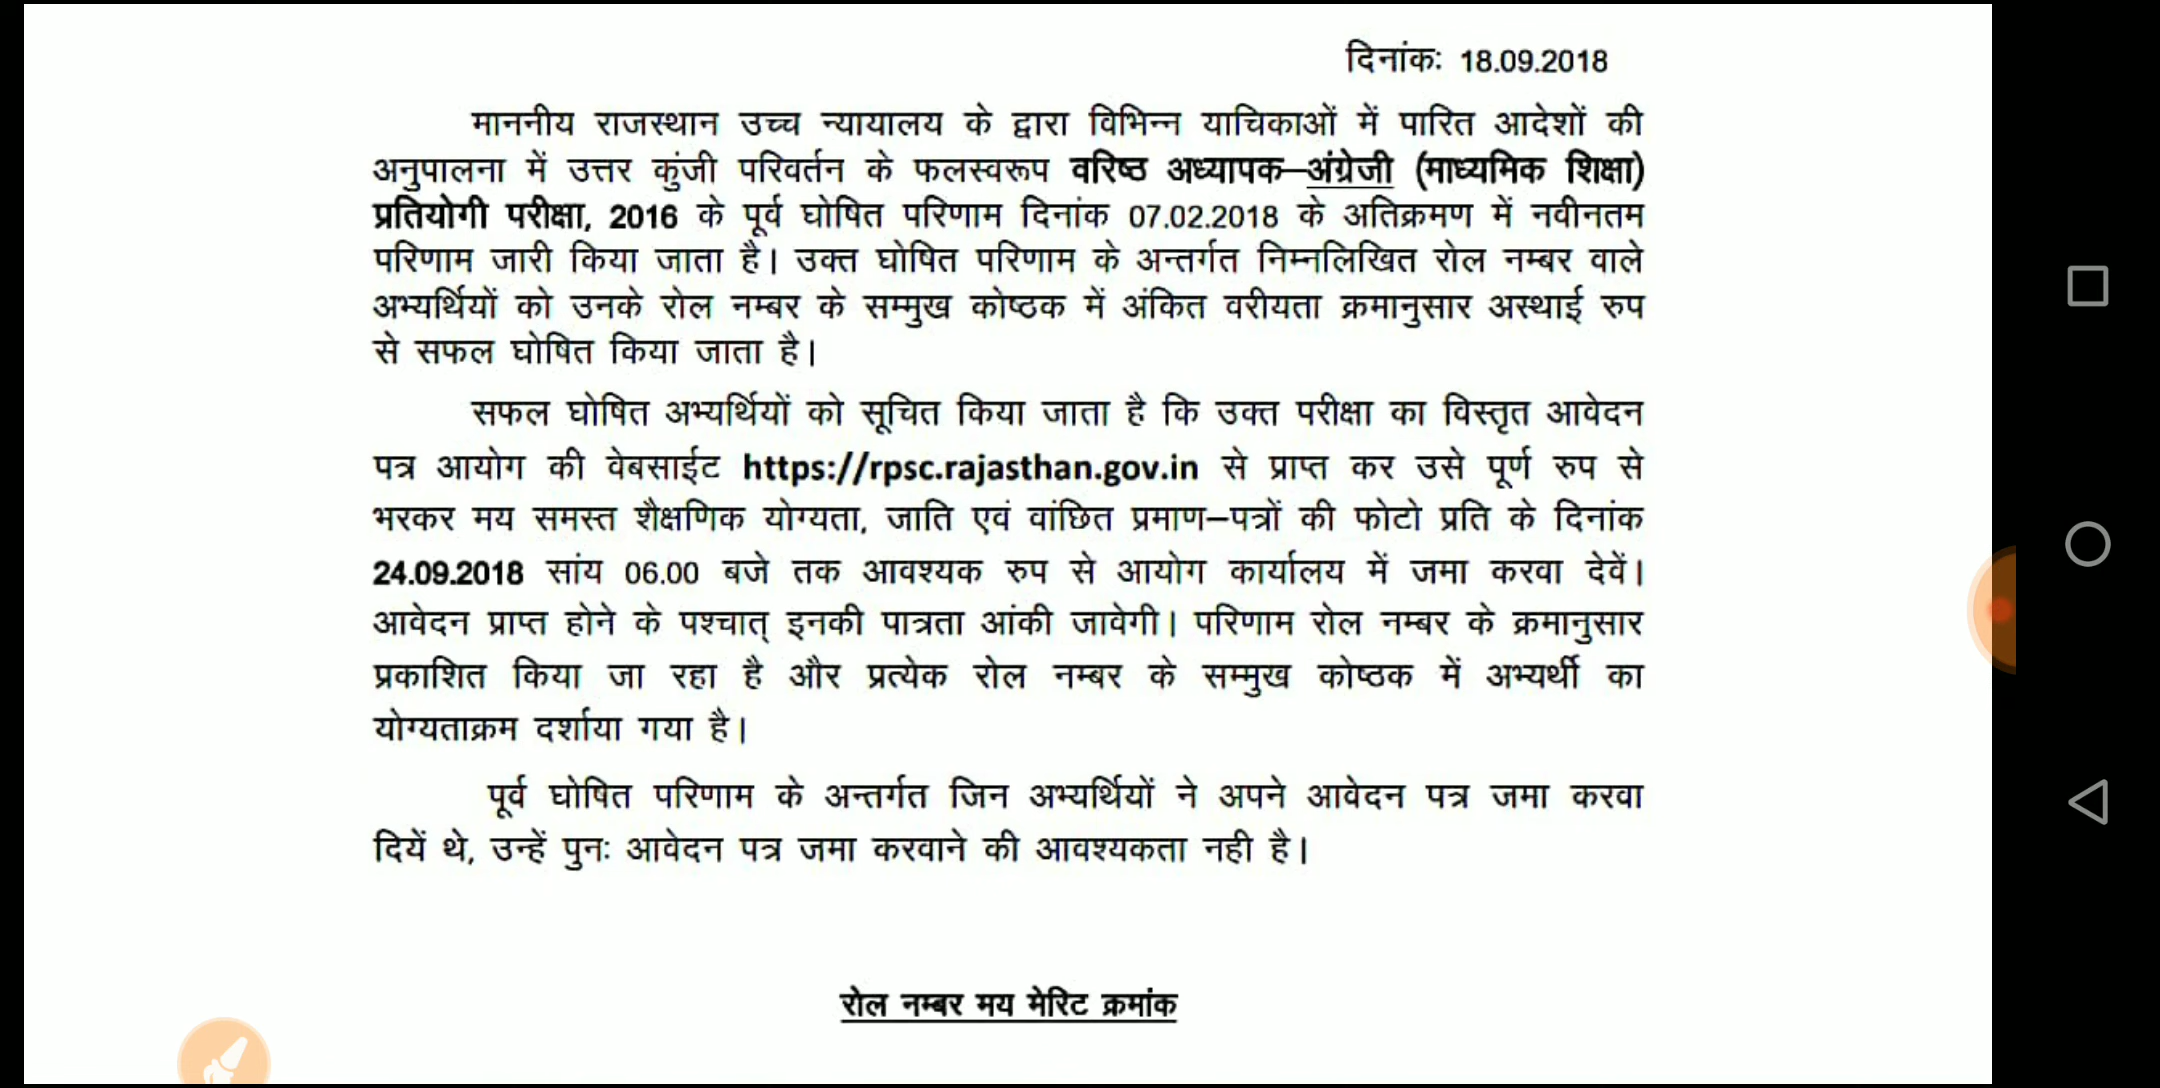 दिनांकः 18.09.2018
माननीय राजस्थान उच्च न्यायालय के द्वारा विभिन्न याचिकाओं में पारित आदेशों की
अनुपालना में उत्तर कुंजी परिवर्तन के फलस्वरूप वरिष्ठ अध्यापक–अंग्रेजी (माध्यमिक शिक्षा)
प्रतियोगी परीक्षा, 2016 के पूर्व घोषित परिणाम दिनांक 07.02.2018 के अतिक्रमण में नवीनतम
परिणाम जारी किया जाता है। उक्त घोषित परिणाम के अन्तर्गत निम्नलिखित रोल नम्बर वाले
अभ्यर्थियों को उनके रोल नम्बर के सम्मुख कोष्ठक में अंकित वरीयता क्रमानुसार अस्थाई रुप
से सफल घोषित किया जाता है।
सफल घोषित अभ्यर्थियों को सूचित किया जाता है कि उक्त परीक्षा का विस्तृत आवेदन
पत्र आयोग की वेबसाईट https://rpsc.rajasthan.gov.in से प्राप्त कर उसे पूर्ण रुप से
भरकर मय समस्त शैक्षणिक योग्यता, जाति एवं वांछित प्रमाण–पत्रों की फोटो प्रति के दिनांक
24.09.2018 सांय 06.00 बजे तक आवश्यक रुप से आयोग कार्यालय में जमा करवा देवें।
आवेदन प्राप्त होने के पश्चात् इनकी पात्रता आंकी जावेगी। परिणाम रोल नम्बर के क्रमानुसार
प्रकाशित किया जा रहा है और प्रत्येक रोल नम्बर के सम्मुख कोष्ठक में अभ्यर्थी का
योग्यताक्रम दर्शाया गया है।
पूर्व घोषित परिणाम के अन्तर्गत जिन अभ्यर्थियों ने अपने आवेदन पत्र जमा करवा
दियें थे, उन्हें पुनः आवेदन पत्र जमा करवाने की आवश्यकता नही है।
रोल नम्बर मय मेरिट क्रमांक